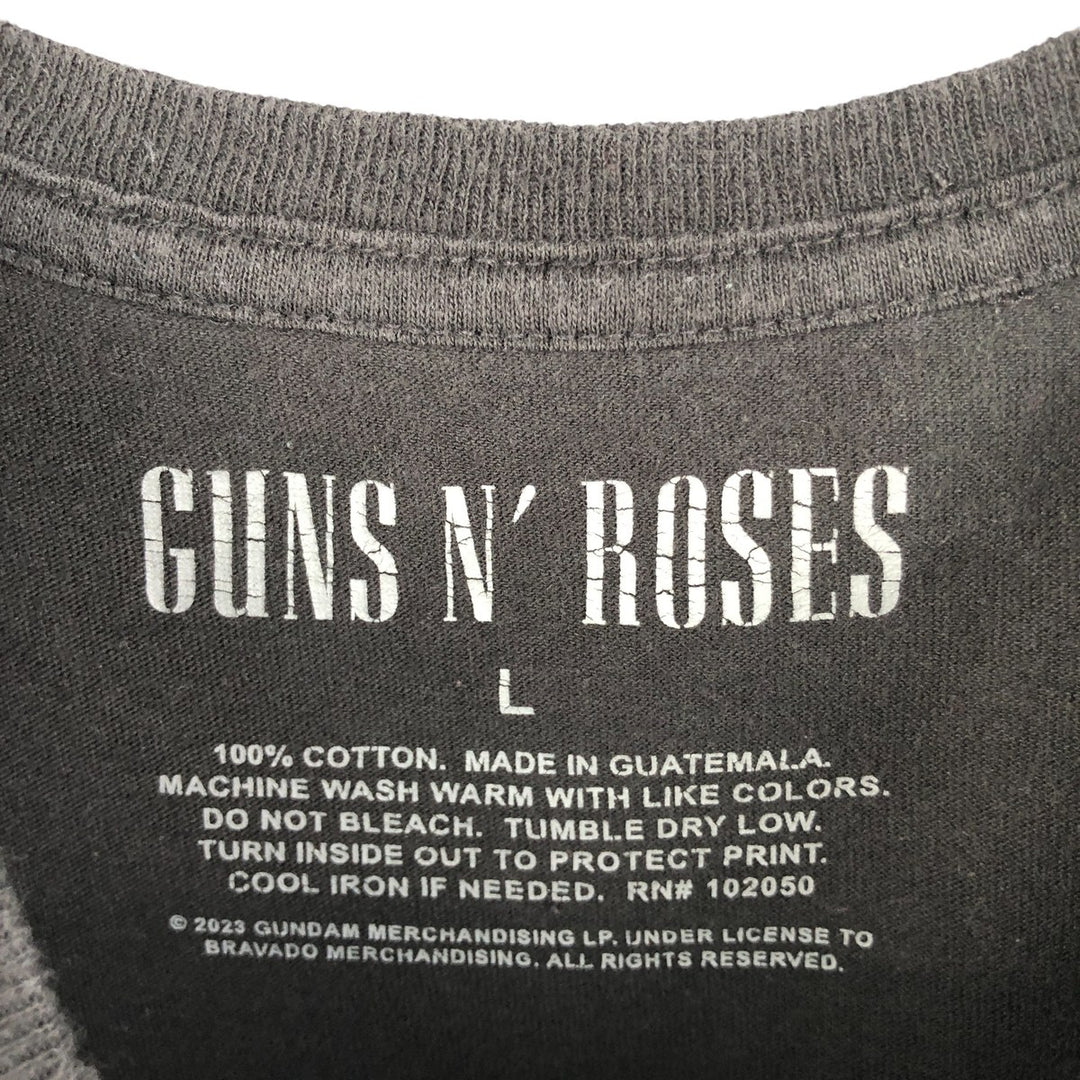 GUNS N' ROSES
L
100% COTTON. MADE IN GUATEMALA.
MACHINE WASH WARM WITH LIKE COLORS.
DO NOT BLEACH. TUMBLE DRY LOW.
TURN INSIDE OUT TO PROTECT PRINT.
COOL IRON IF NEEDED. RN# 102050
© 2023 GUNDAM MERCHANDISING LP. UNDER LICENSE TO
BRAVADO MERCHANDISING. ALL RIGHTS RESERVED.